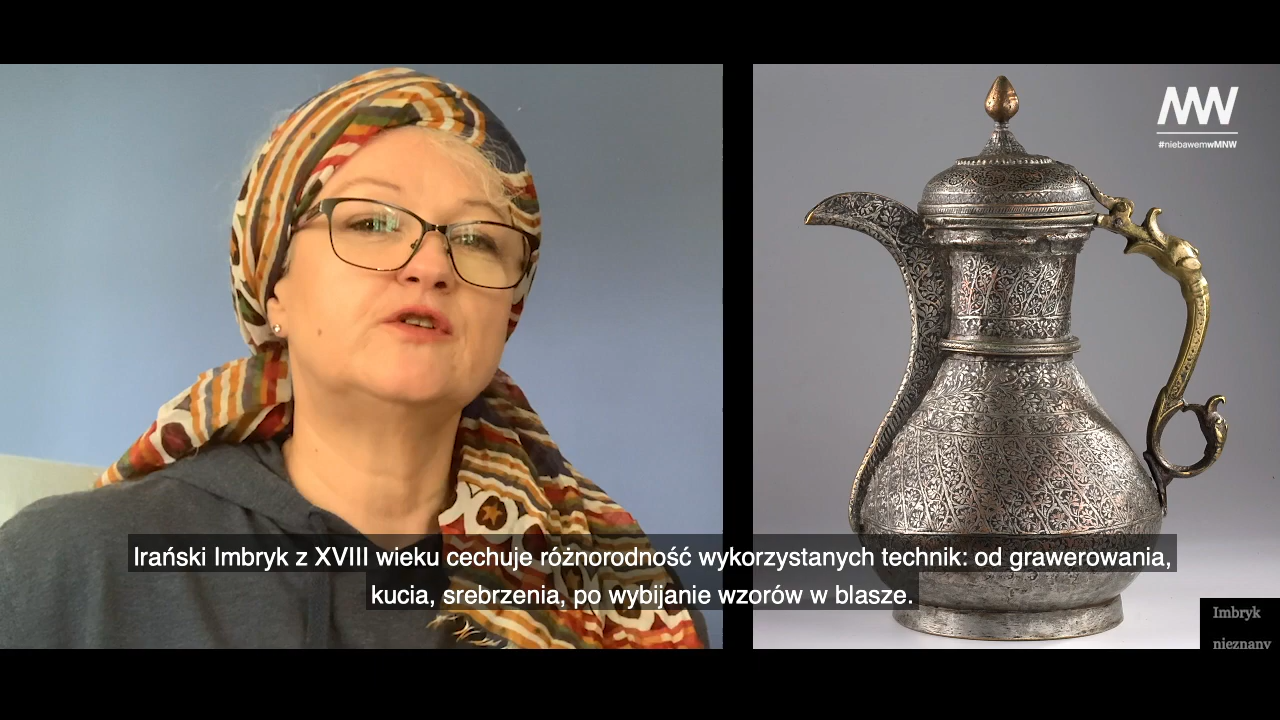 MW
#niebawemwMNW
Irański Imbryk z XVIII wieku cechuje różnorodność wykorzystanych technik: od grawerowania,
kucia, srebrzenia, po wybijanie wzorów w blasze.
Imbryk
nieznany